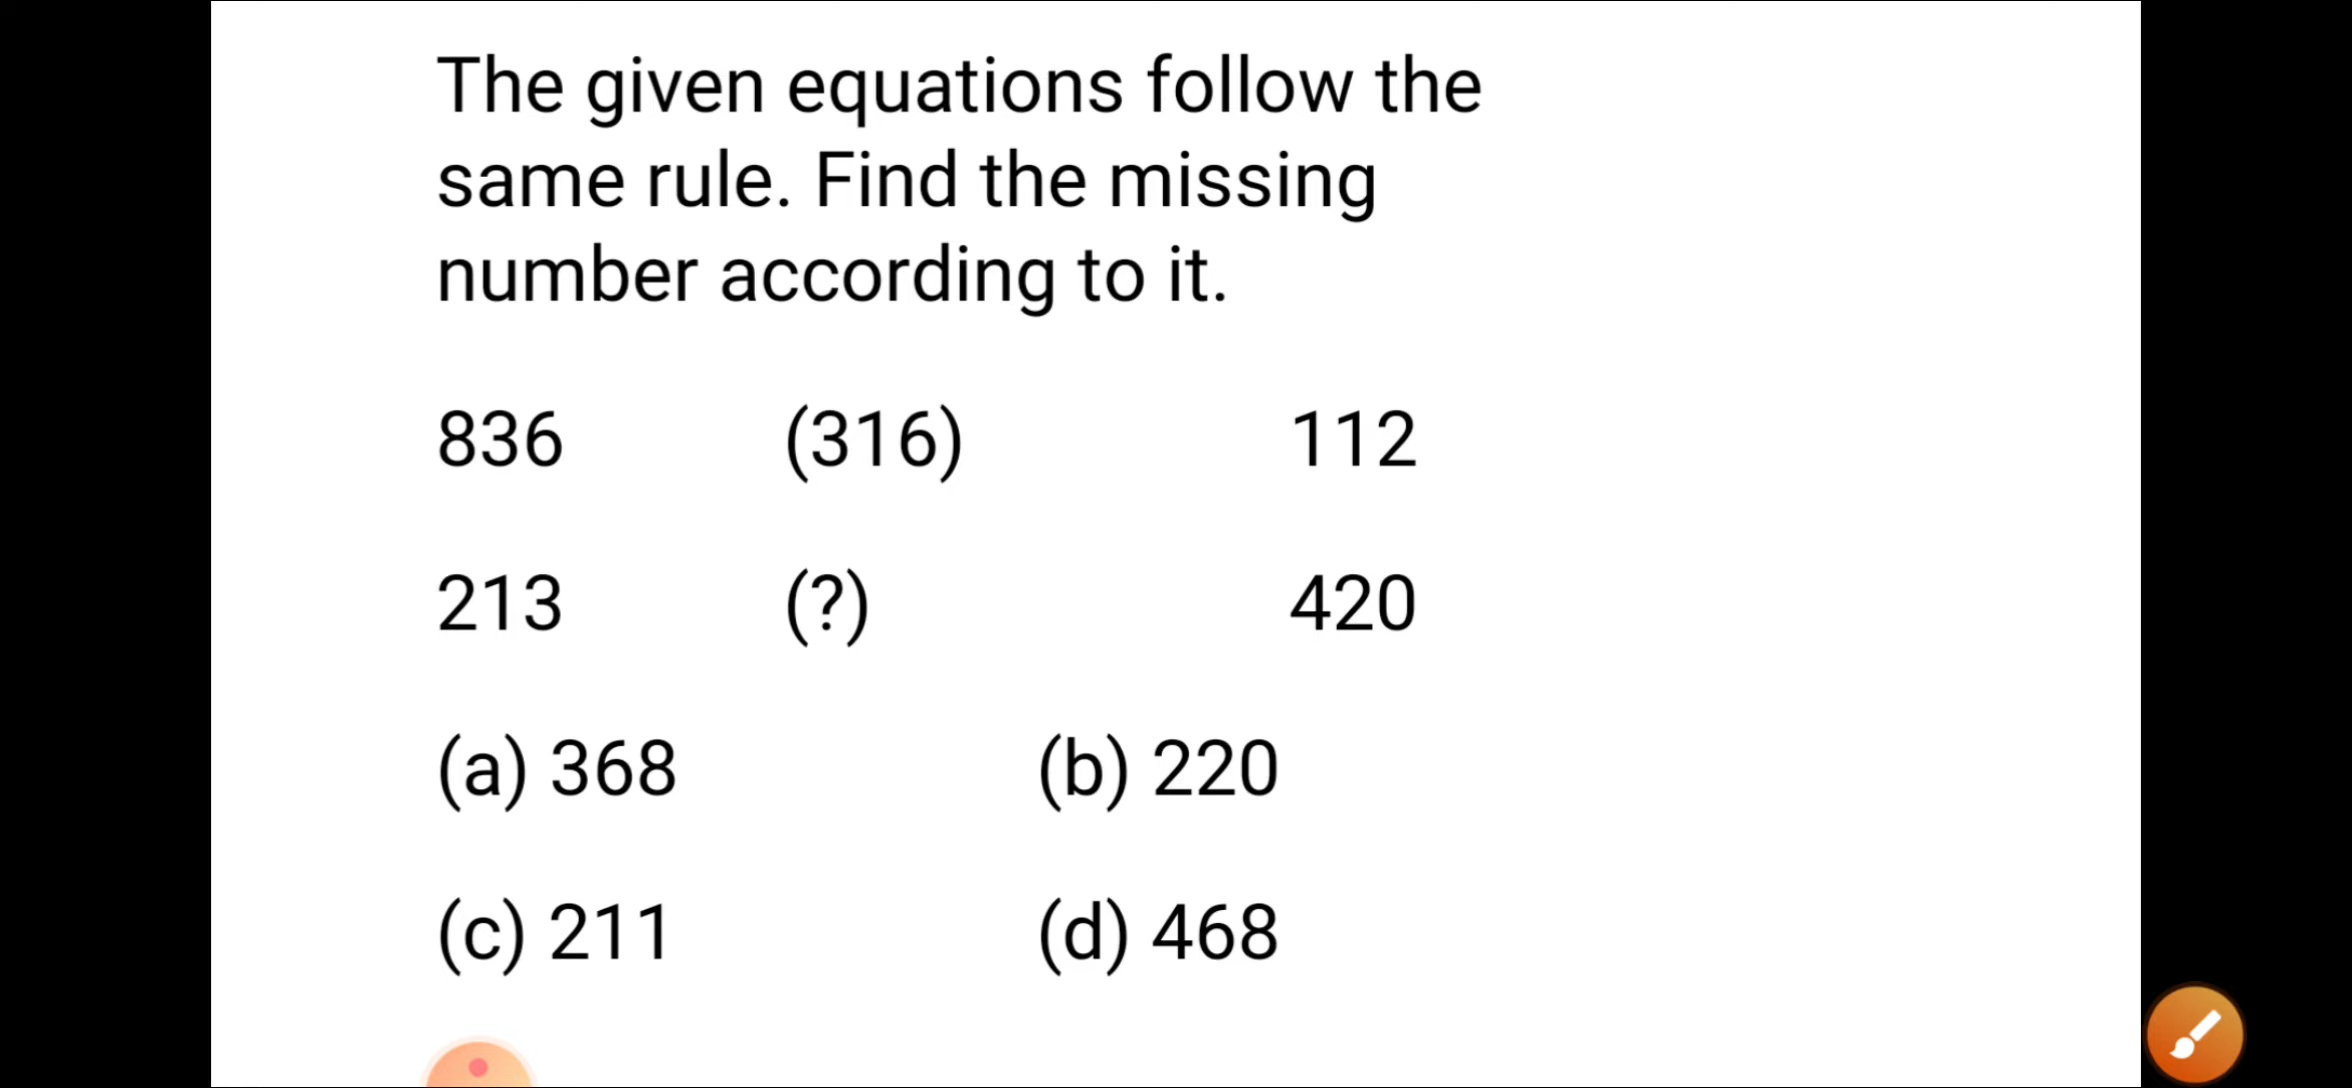 The given equations follow the
same rule. Find the missing
number according to it.
836 (316) 112
213 (?) 420
(a) 368 (b) 220
(c) 211 (d) 468